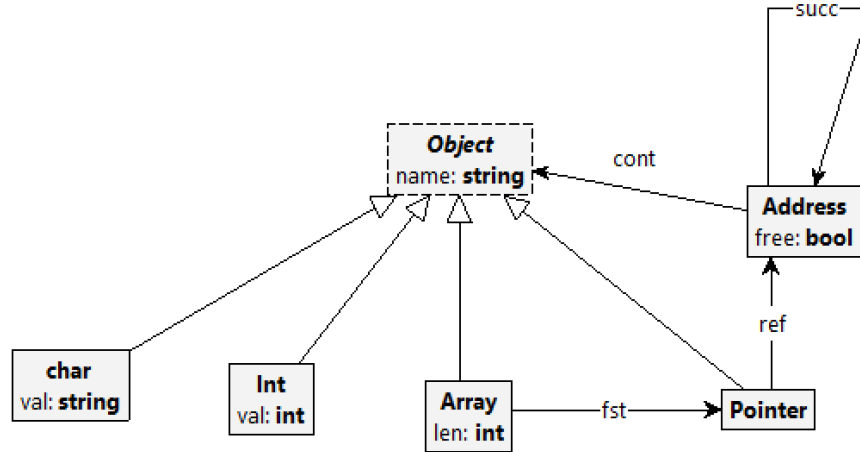 succ
Object
name: string
cont
Address
free: bool
ref
char
val: string
Int
val: int
Array
len: int
fst
Pointer